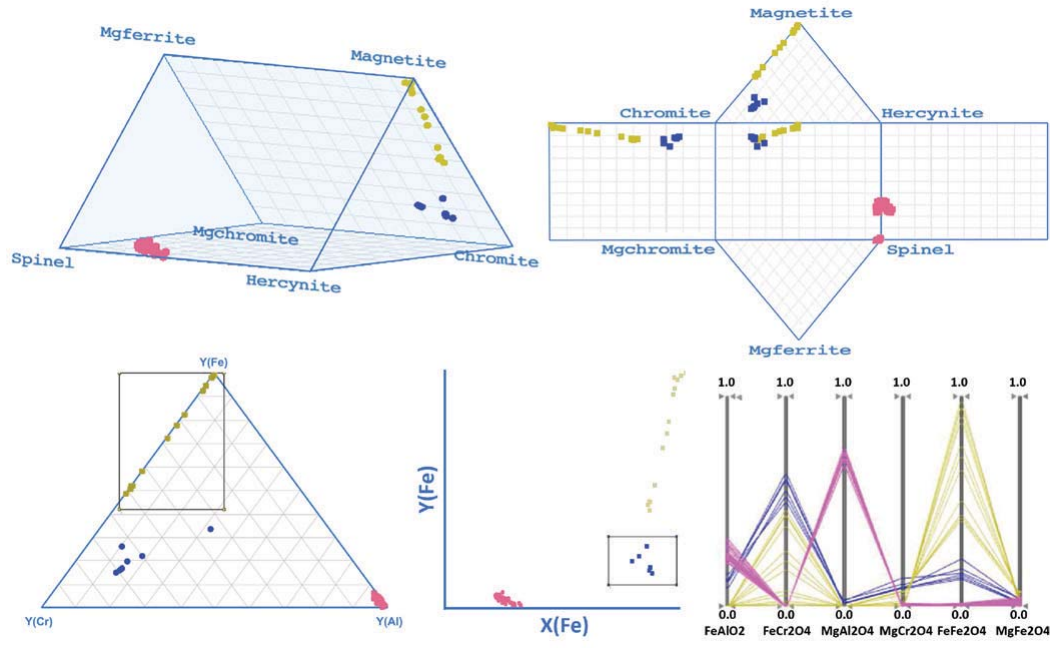 Mgferrite
Magnetite
Mgchromite
Spinel
Hercynite
Chromite
Magnetite
Chromite
Hercynite
Mgchromite
Spinel
Mgferrite
Y(Fe)
Y(Cr)
Y(Al)
Y(Fe)
X(Fe)
1.0 1.0 1.0 1.0 1.0 1.0
0.0 0.0 0.0 0.0 0.0 0.0
FeAlO2 FeCr2O4 MgAl2O4 MgCr2O4 FeFe2O4 MgFe2O4